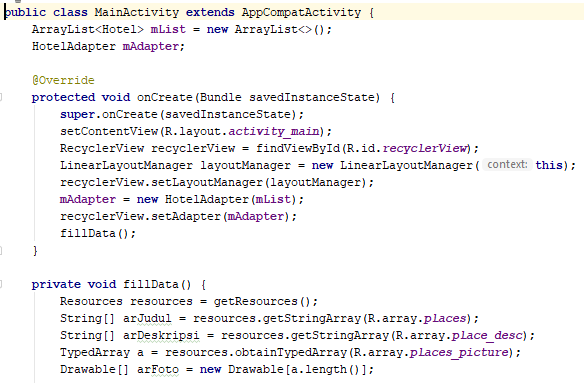 public class MainActivity extends AppCompatActivity {
    ArrayList<Hotel> mList = new ArrayList<>();
    HotelAdapter mAdapter;

    @Override
    protected void onCreate(Bundle savedInstanceState) {
        super.onCreate(savedInstanceState);
        setContentView(R.layout.activity_main);
        RecyclerView recyclerView = findViewById(R.id.recyclerView);
        LinearLayoutManager layoutManager = new LinearLayoutManager( context: this);
        recyclerView.setLayoutManager(layoutManager);
        mAdapter = new HotelAdapter(mList);
        recyclerView.setAdapter(mAdapter);
        fillData();
    }

    private void fillData() {
        Resources resources = getResources();
        String[] arJudul = resources.getStringArray(R.array.places);
        String[] arDeskripsi = resources.getStringArray(R.array.place_desc);
        TypedArray a = resources.obtainTypedArray(R.array.places_picture);
        Drawable[] arFoto = new Drawable[a.length()];